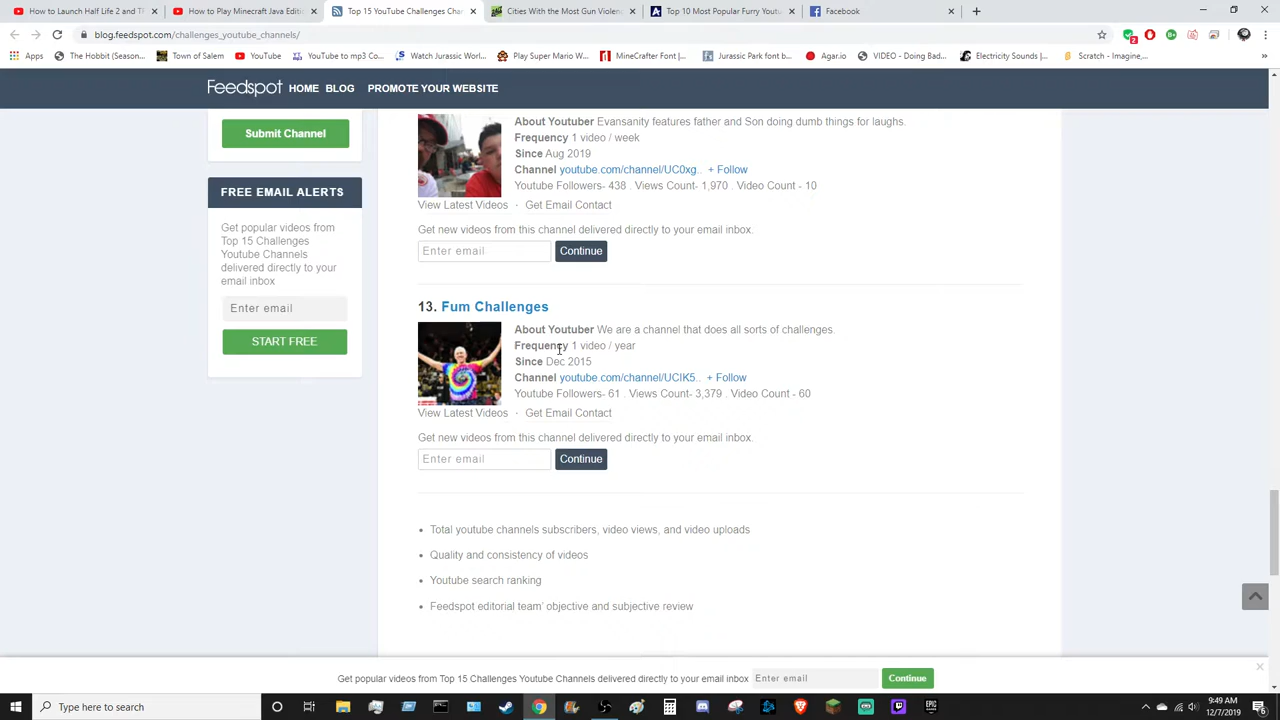 How to Launch Half Life 2 and Th
How to Play Minecraft Java Edition
Top 15 YouTube Challenges Chan
Cities With the Most Gun Violenc
Top 10 Most Popular Furry Youtu
Facebook
blog.feedspot.com/challenges_youtube_channels/
Apps
The Hobbit (Season...
Town of Salem
YouTube
YouTube to mp3 Co...
Watch Jurassic Worl...
Play Super Mario W...
MineCrafter Font |...
Jurassic Park font b...
Agar.io
VIDEO - Doing Bad...
Electricity Sounds |...
Scratch - Imagine,...
Feedspot HOME BLOG PROMOTE YOUR WEBSITE
Submit Channel
FREE EMAIL ALERTS
Get popular videos from
Top 15 Challenges
Youtube Channels
delivered directly to your
email inbox
Enter email
START FREE
About Youtuber Evansanity features father and Son doing dumb things for laughs.
Frequency 1 video / week
Since Aug 2019
Channel youtube.com/channel/UC0xg.. + Follow
Youtube Followers- 438 . Views Count- 1,970 . Video Count - 10
View Latest Videos · Get Email Contact
Get new videos from this channel delivered directly to your email inbox.
Enter email Continue
13. Fum Challenges
About Youtuber We are a channel that does all sorts of challenges.
Frequency 1 video / year
Since Dec 2015
Channel youtube.com/channel/UCIK5.. + Follow
Youtube Followers- 61 . Views Count- 3,379 . Video Count - 60
View Latest Videos · Get Email Contact
Get new videos from this channel delivered directly to your email inbox.
Enter email Continue
• Total youtube channels subscribers, video views, and video uploads
• Quality and consistency of videos
• Youtube search ranking
• Feedspot editorial team' objective and subjective review
Get popular videos from Top 15 Challenges Youtube Channels delivered directly to your email inbox Enter email Continue
Type here to search
9:49 AM
12/7/2019